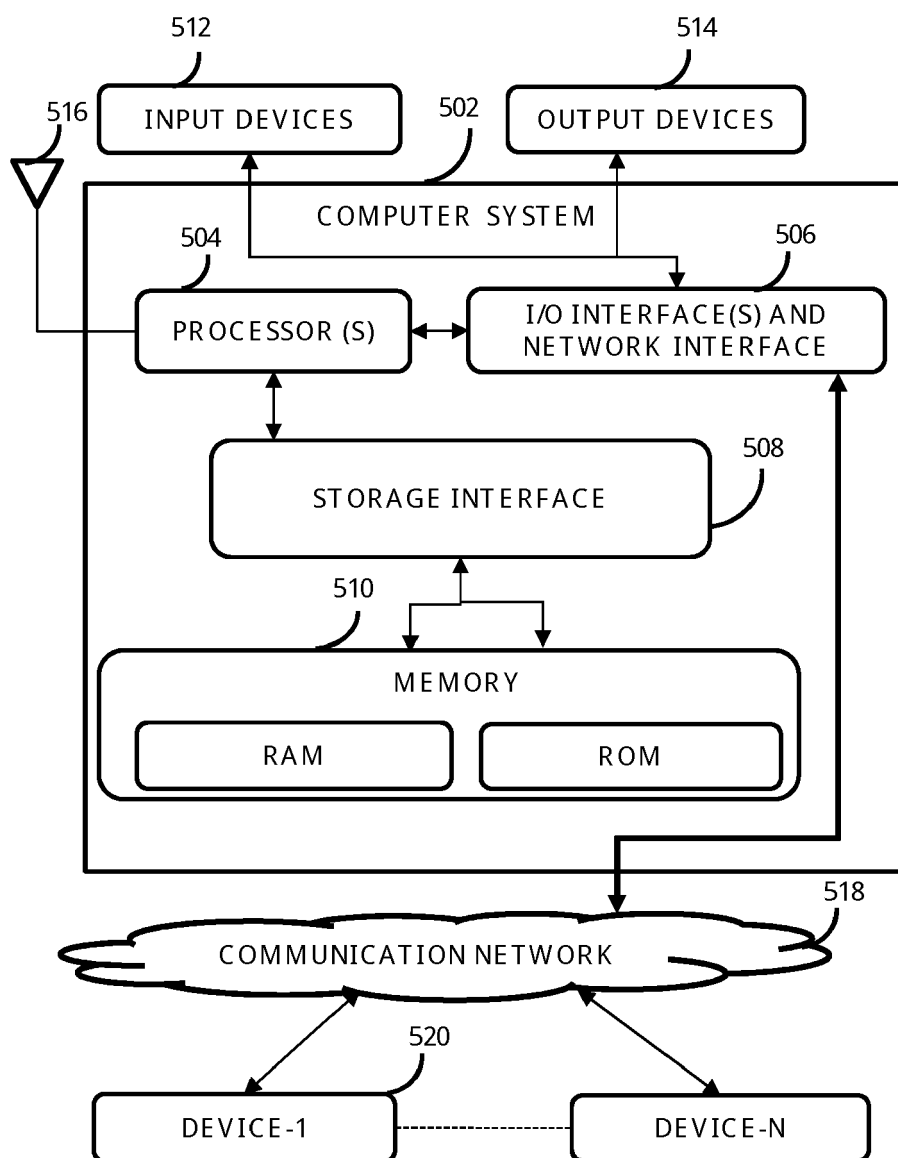 512
514
516
502
INPUT DEVICES
OUTPUT DEVICES
COMPUTER SYSTEM
504
506
PROCESSOR (S)
I/O INTERFACE(S) AND
NETWORK INTERFACE
508
STORAGE INTERFACE
510
MEMORY
RAM
ROM
518
COMMUNICATION NETWORK
520
DEVICE-1
DEVICE-N